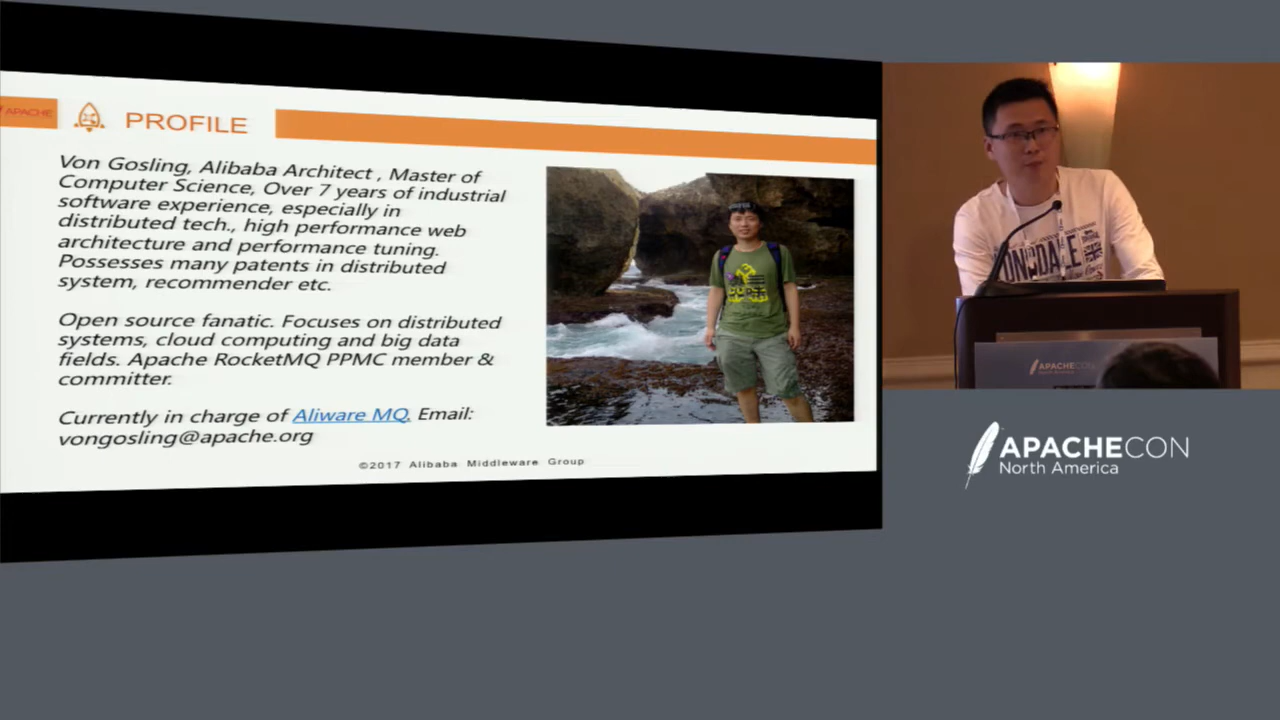 APACHE
PROFILE
Von Gosling, Alibaba Architect , Master of
Computer Science, Over 7 years of industrial
software experience, especially in
distributed tech., high performance web
architecture and performance tuning.
Possesses many patents in distributed
system, recommender etc.
Open source fanatic. Focuses on distributed
systems, cloud computing and big data
fields. Apache RocketMQ PPMC member &
committer.
Currently in charge of Aliware MQ. Email:
vongosling@apache.org
©2017 Alibaba Middleware Group
LONSDALE
APACHECON
APACHECON
North America